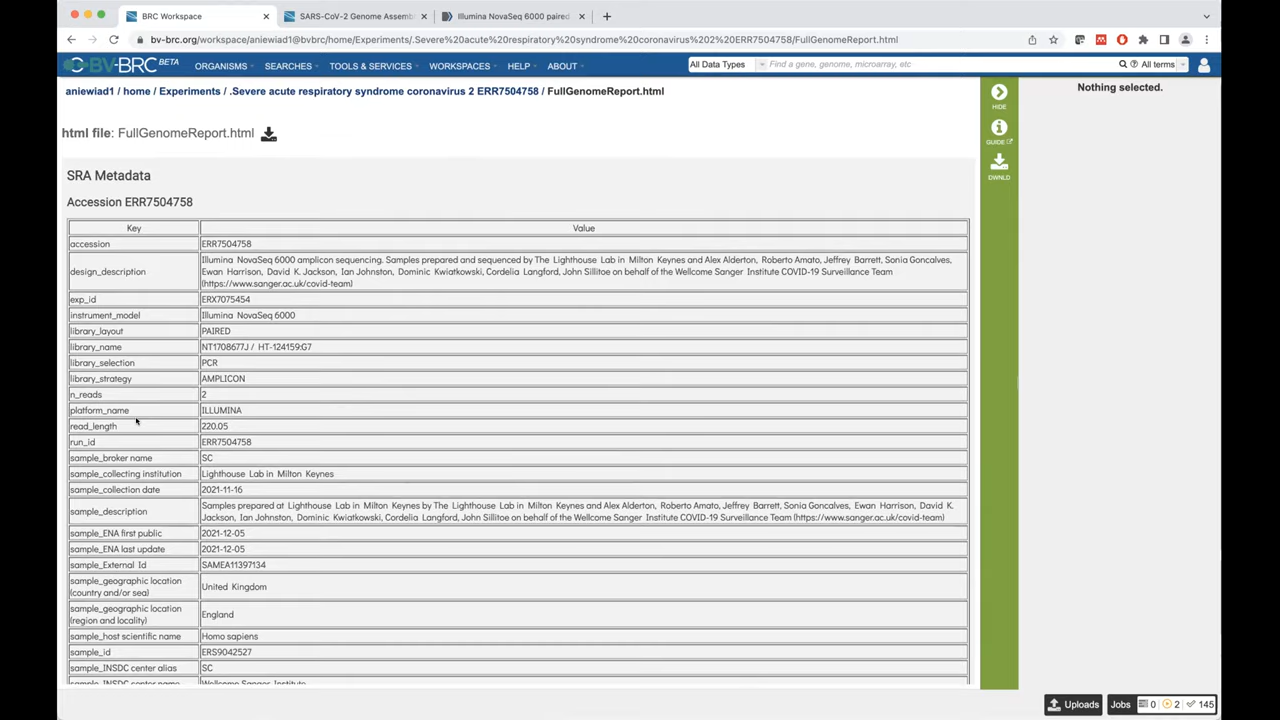 BRC Workspace
SARS-CoV-2 Genome Assemb
Illumina NovaSeq 6000 paired
bv-brc.org/workspace/aniewiad1@bvbrc/home/Experiments/.Severe%20acute%20respiratory%20syndrome%20coronavirus%202%20ERR7504758/FullGenomeReport.html
BV-BRC BETA
ORGANISMS
SEARCHES
TOOLS & SERVICES
WORKSPACES
HELP
ABOUT
All Data Types
Find a gene, genome, microarray, etc
All terms
aniewiad1 / home / Experiments / .Severe acute respiratory syndrome coronavirus 2 ERR7504758 / FullGenomeReport.html
html file: FullGenomeReport.html
HIDE
GUIDE
DWNLD
Nothing selected.
SRA Metadata
Accession ERR7504758
Key Value
accession ERR7504758
design_description
Illumina NovaSeq 6000 amplicon sequencing. Samples prepared and sequenced by The Lighthouse Lab in Milton Keynes and Alex Alderton, Roberto Amato, Jeffrey Barrett, Sonia Goncalves,
Ewan Harrison, David K. Jackson, Ian Johnston, Dominic Kwiatkowski, Cordelia Langford, John Sillitoe on behalf of the Wellcome Sanger Institute COVID-19 Surveillance Team
(https://www.sanger.ac.uk/covid-team)
exp_id ERX7075454
instrument_model Illumina NovaSeq 6000
library_layout PAIRED
library_name NT1708677J / HT-124159:G7
library_selection PCR
library_strategy AMPLICON
n_reads 2
platform_name ILLUMINA
read_length 220.05
run_id ERR7504758
sample_broker name SC
sample_collecting institution Lighthouse Lab in Milton Keynes
sample_collection date 2021-11-16
sample_description
Samples prepared at Lighthouse Lab in Milton Keynes by The Lighthouse Lab in Milton Keynes and Alex Alderton, Roberto Amato, Jeffrey Barrett, Sonia Goncalves, Ewan Harrison, David K.
Jackson, Ian Johnston, Dominic Kwiatkowski, Cordelia Langford, John Sillitoe on behalf of the Wellcome Sanger Institute COVID-19 Surveillance Team (https://www.sanger.ac.uk/covid-team)
sample_ENA first public 2021-12-05
sample_ENA last update 2021-12-05
sample_External Id SAMEA11397134
sample_geographic location
(country and/or sea)
United Kingdom
sample_geographic location
(region and locality)
England
sample_host scientific name Homo sapiens
sample_id ERS9042527
sample_INSDC center alias SC
sample_INSDC center name Wellcome Sanger Institute
Uploads
Jobs 0 2 145